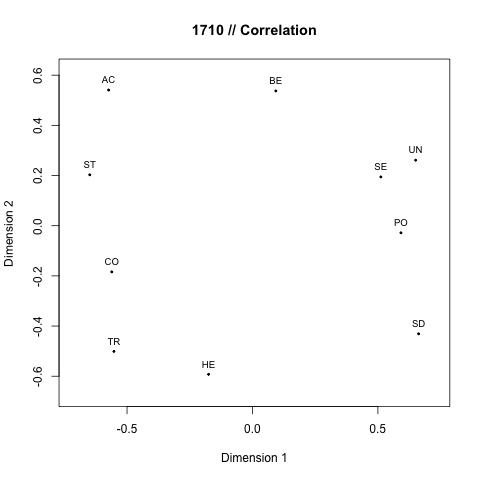 1710 // Correlation
0.6
0.4
0.2
0.0
-0.2
-0.4
-0.6
Dimension 2
AC
BE
UN
ST
SE
PO
CO
SD
TR
HE
-0.5
0.0
0.5
Dimension 1